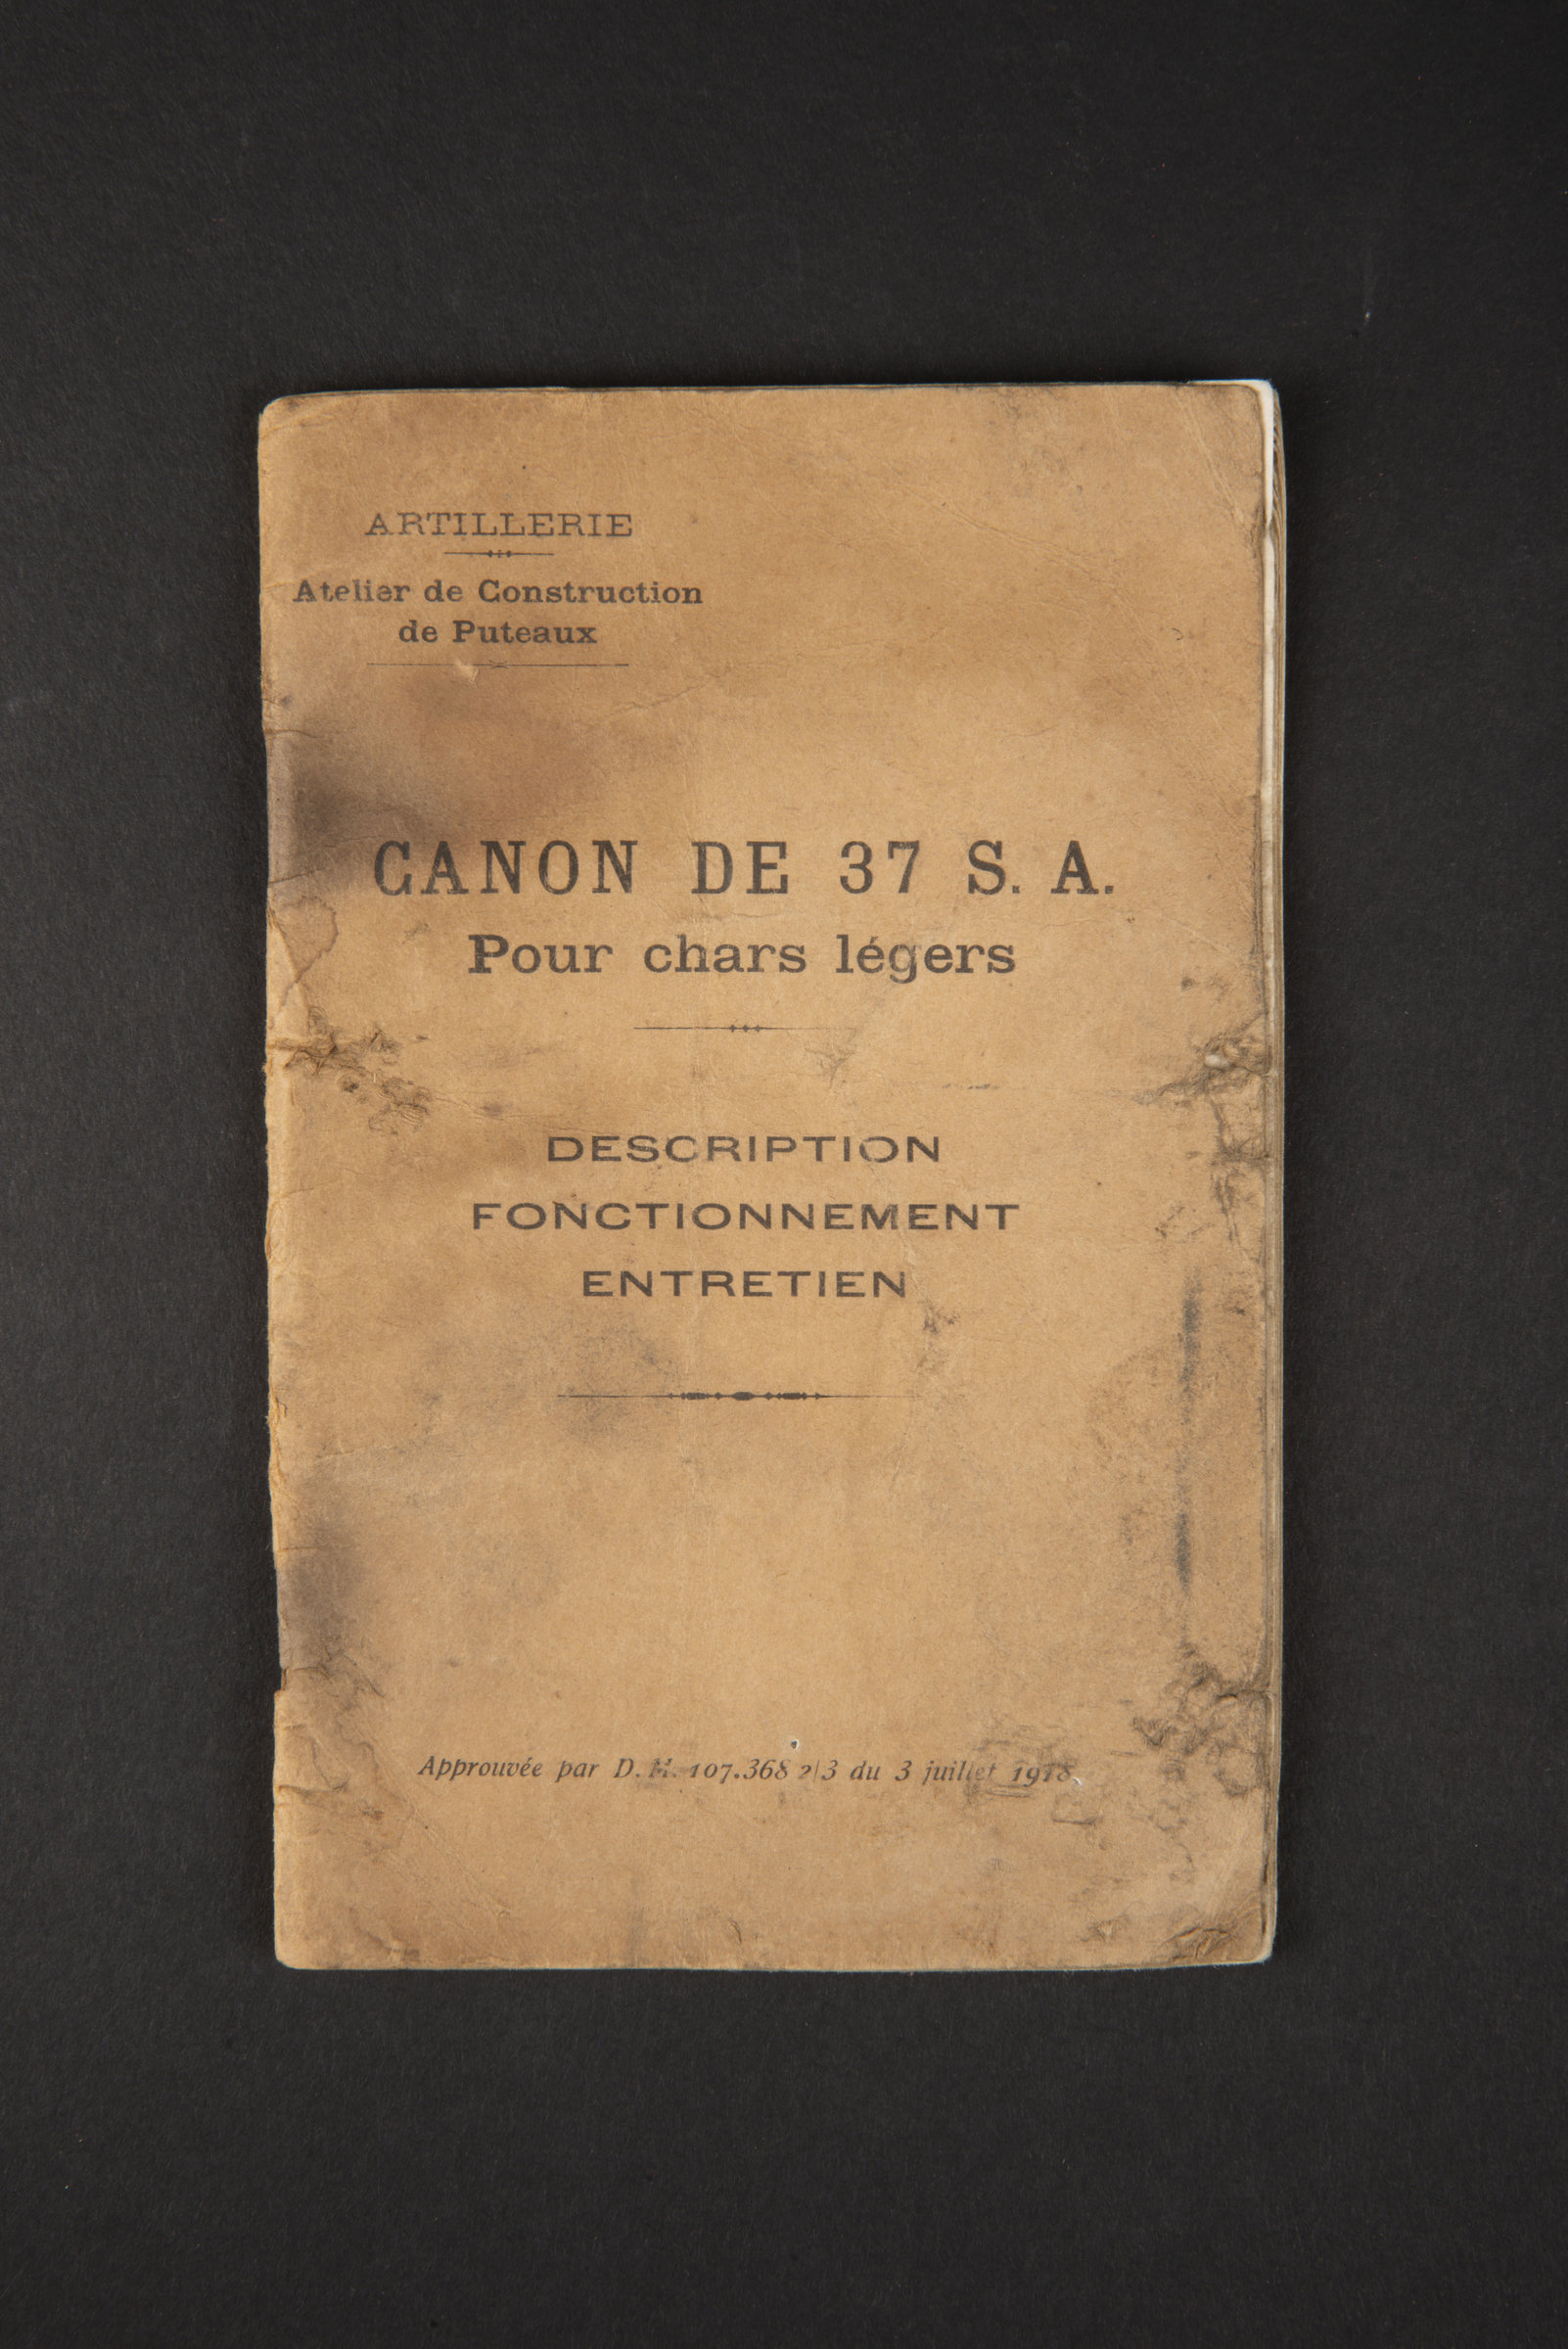 ARTILLERIE
Atelier de Construction
de Puteaux
CANON DE 37 S. A.
Pour chars légers
DESCRIPTION
FONCTIONNEMENT
ENTRETIEN
Approuvée par D. M. 107.368 2/3 du 3 juillet 1918.